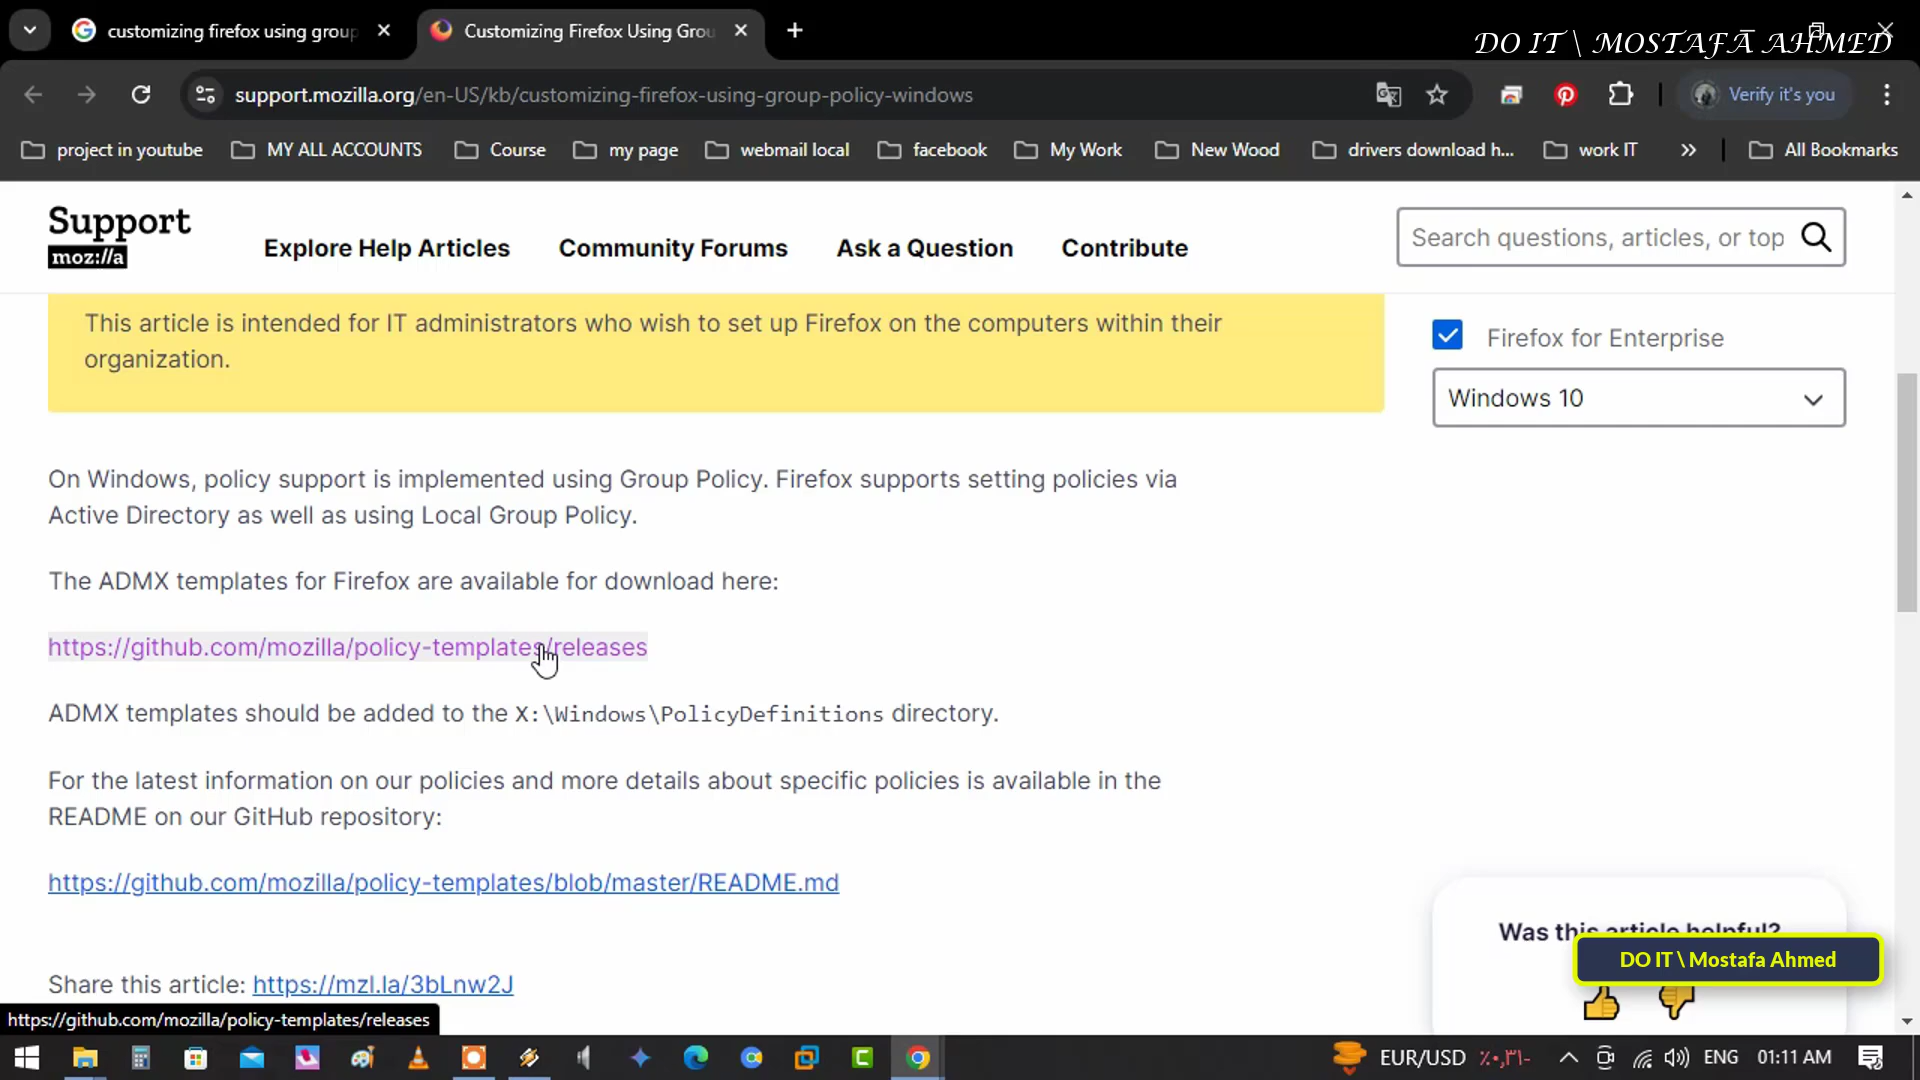 customizing firefox using group
Customizing Firefox Using Grou
DO IT \ MOSTAFA AHMED
support.mozilla.org/en-US/kb/customizing-firefox-using-group-policy-windows
Verify it's you
project in youtube
MY ALL ACCOUNTS
Course
my page
webmail local
facebook
My Work
New Wood
drivers download h...
work IT
»
All Bookmarks
Support
moz://a
Explore Help Articles
Community Forums
Ask a Question
Contribute
Search questions, articles, or top
This article is intended for IT administrators who wish to set up Firefox on the computers within their
organization.
Firefox for Enterprise
Windows 10
On Windows, policy support is implemented using Group Policy. Firefox supports setting policies via
Active Directory as well as using Local Group Policy.
The ADMX templates for Firefox are available for download here:
https://github.com/mozilla/policy-templates/releases
ADMX templates should be added to the X:\Windows\PolicyDefinitions directory.
For the latest information on our policies and more details about specific policies is available in the
README on our GitHub repository:
https://github.com/mozilla/policy-templates/blob/master/README.md
Was this article helpful?
DO IT \ Mostafa Ahmed
Share this article: https://mzl.la/3bLnw2J
https://github.com/mozilla/policy-templates/releases
EUR/USD
٪٠,٣١-
ENG
01:11 AM